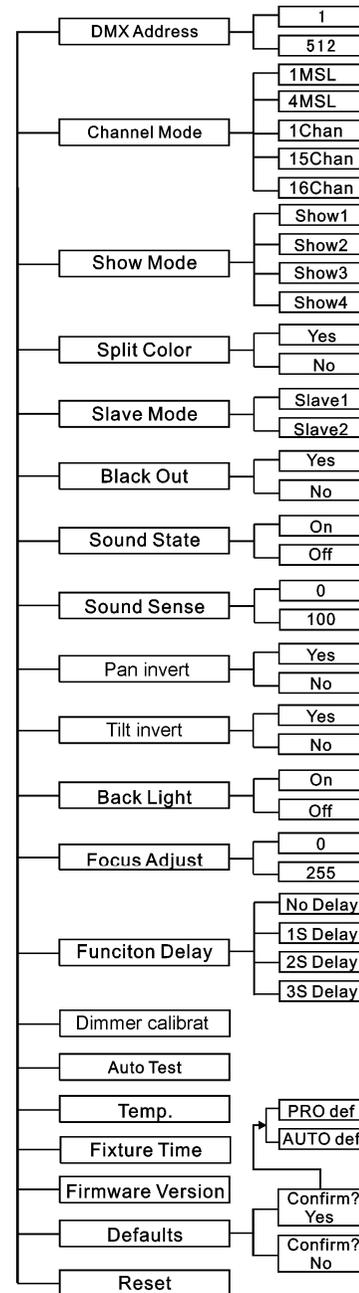 DMX Address
1
512
Channel Mode
1MSL
4MSL
1Chan
15Chan
16Chan
Show Mode
Show1
Show2
Show3
Show4
Split Color
Yes
No
Slave Mode
Slave1
Slave2
Black Out
Yes
No
Sound State
On
Off
Sound Sense
0
100
Pan invert
Yes
No
Tilt invert
Yes
No
Back Light
On
Off
Focus Adjust
0
255
Funciton Delay
No Delay
1S Delay
2S Delay
3S Delay
Dimmer calibrat
Auto Test
Temp.
Fixture Time
Firmware Version
Defaults
PRO def
AUTO def
Confirm?
Yes
Confirm?
No
Reset